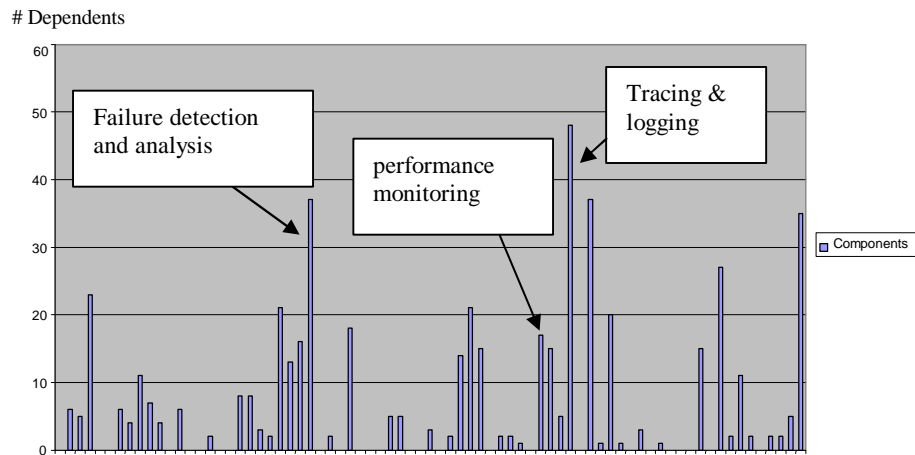 # Dependents
60
50
40
30
20
10
0
Failure detection
and analysis
performance
monitoring
Tracing &
logging
Components